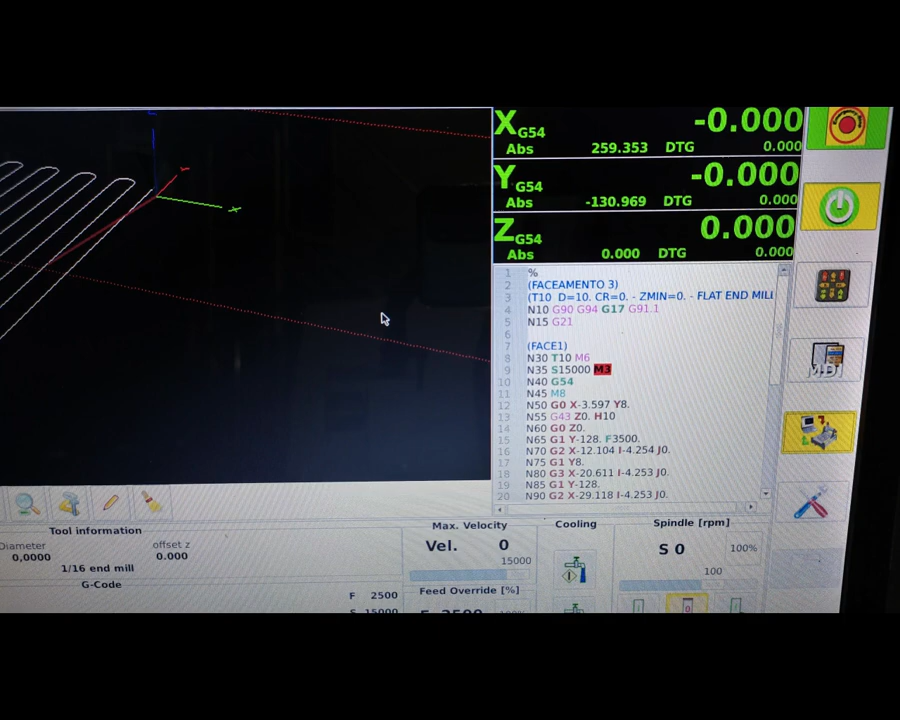 X G54 -0.000
Abs 259.353 DTG 0.000
Y G54 -0.000
Abs -130.969 DTG 0.000
Z G54 0.000
Abs 0.000 DTG 0.000
1 %
2 (FACEAMENTO 3)
3 (T10 D=10. CR=0. - ZMIN=0. - FLAT END MILL
4 N10 G90 G94 G17 G91.1
5 N15 G21
6
7 (FACE1)
8 N30 T10 M6
9 N35 S15000 M3
10 N40 G54
11 N45 M8
12 N50 G0 X-3.597 Y8.
13 N55 G43 Z0. H10
14 N60 G0 Z0.
15 N65 G1 Y-128. F3500.
16 N70 G2 X-12.104 I-4.254 J0.
17 N75 G1 Y8.
18 N80 G3 X-20.611 I-4.253 J0.
19 N85 G1 Y-128.
20 N90 G2 X-29.118 I-4.253 J0.
MDI
Tool information
Diameter offset z
0,0000 0.000
1/16 end mill
G-Code
F 2500
S 15000
Max. Velocity
Vel. 0
15000
Feed Override [%]
F 2500 100%
Cooling
Spindle [rpm]
S 0 100%
100